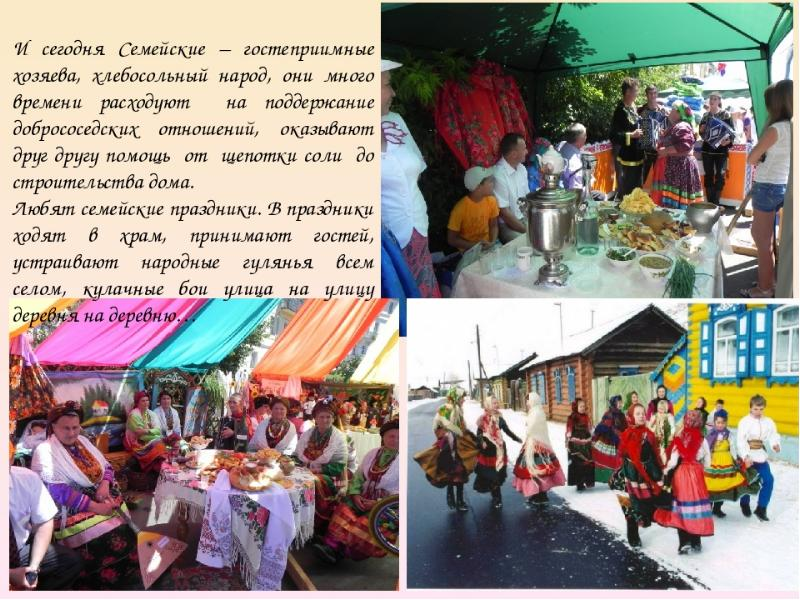 И сегодня Семейские – гостеприимные
хозяева, хлебосольный народ, они много
времени расходуют на поддержание
добрососедских отношений, оказывают
друг другу помощь от щепотки соли до
строительства дома.
Любят семейские праздники. В праздники
ходят в храм, принимают гостей,
устраивают народные гулянья всем
селом, кулачные бои улица на улицу
деревня на деревню…